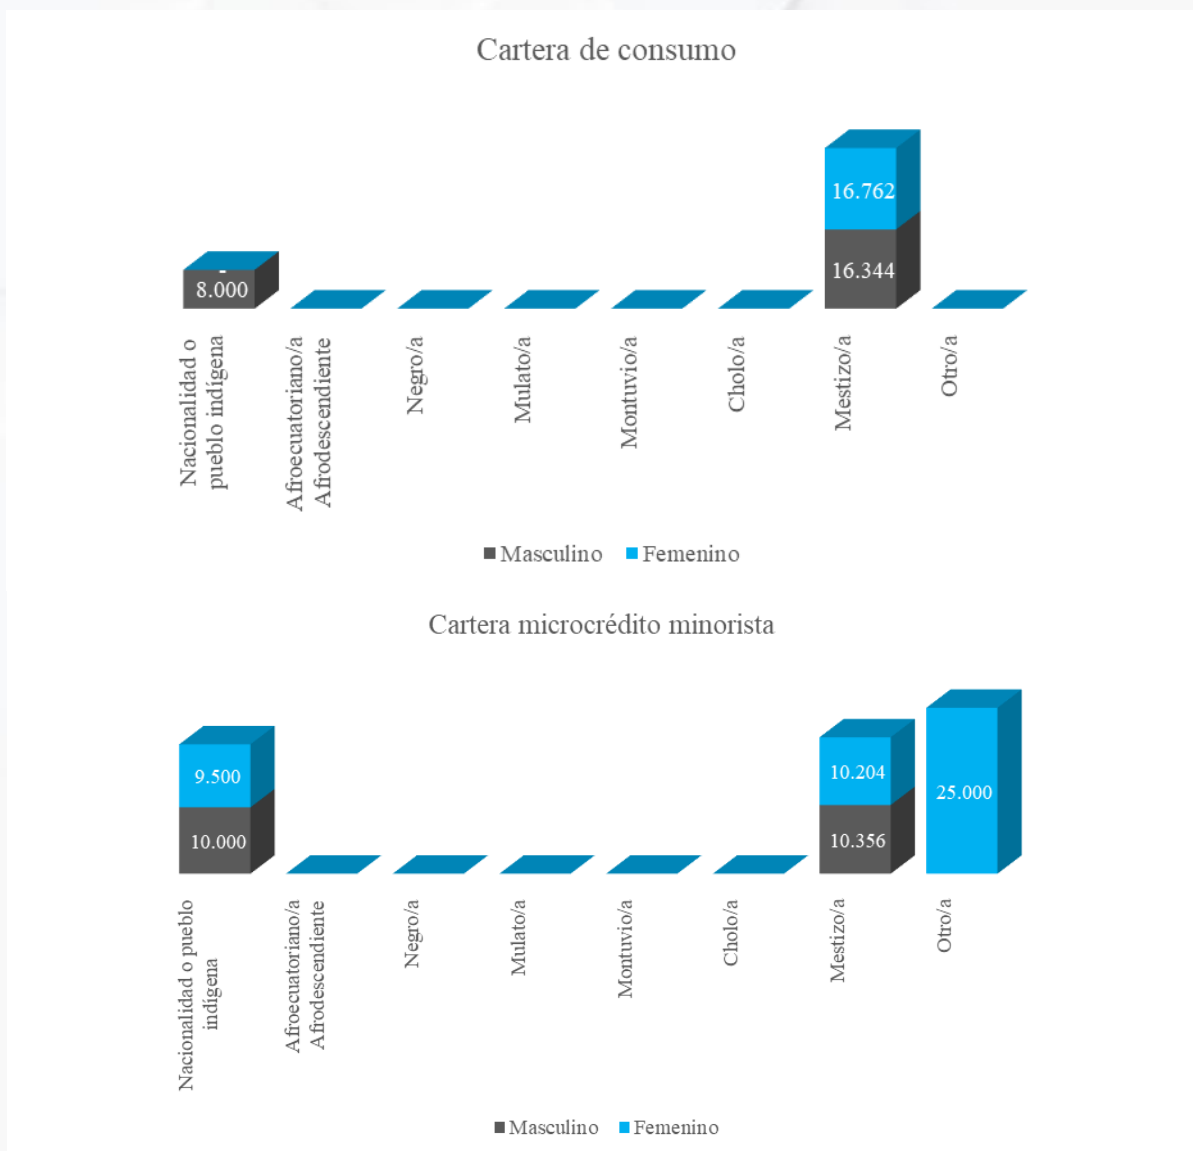 Cartera de consumo
16.762
16.344
-
8.000
Nacionalidad o
pueblo indígena
Afroecuatoriano/a
Afrodescendiente
Negro/a
Mulato/a
Montuvio/a
Cholo/a
Mestizo/a
Otro/a
Masculino Femenino
Cartera microcrédito minorista
9.500
10.000
10.204
10.356
25.000
Nacionalidad o pueblo
indígena
Afroecuatoriano/a
Afrodescendiente
Negro/a
Mulato/a
Montuvio/a
Cholo/a
Mestizo/a
Otro/a
Masculino Femenino